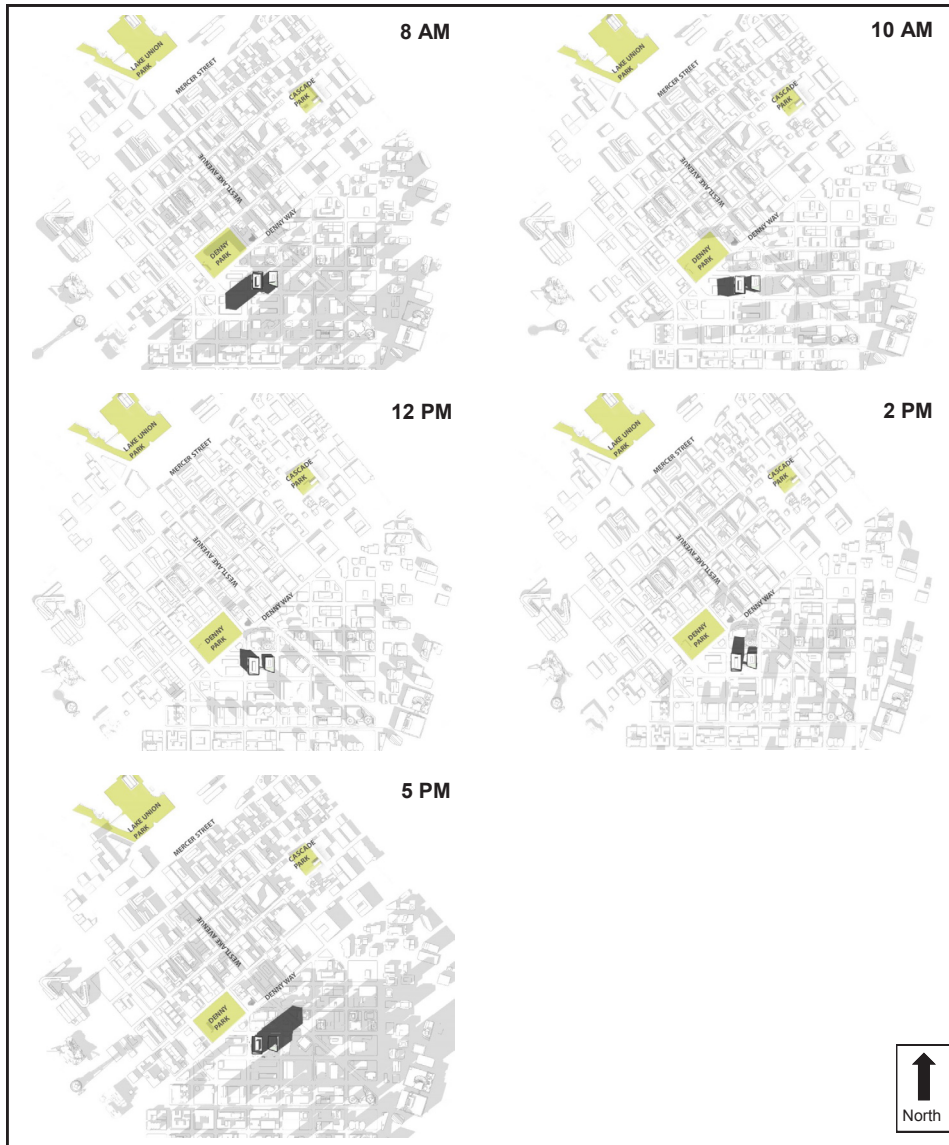 8 AM
LAKE UNION
PARK
MERCER STREET
CASCADE
PARK
WESTLAKE AVENUE
DENNY WAY
DENNY
PARK
10 AM
LAKE UNION
PARK
MERCER STREET
CASCADE
PARK
WESTLAKE AVENUE
DENNY WAY
DENNY
PARK
12 PM
LAKE UNION
PARK
MERCER STREET
CASCADE
PARK
WESTLAKE AVENUE
DENNY WAY
DENNY
PARK
2 PM
LAKE UNION
PARK
MERCER STREET
CASCADE
PARK
WESTLAKE AVENUE
DENNY WAY
DENNY
PARK
5 PM
LAKE UNION
PARK
MERCER STREET
CASCADE
PARK
WESTLAKE AVENUE
DENNY WAY
DENNY
PARK
North